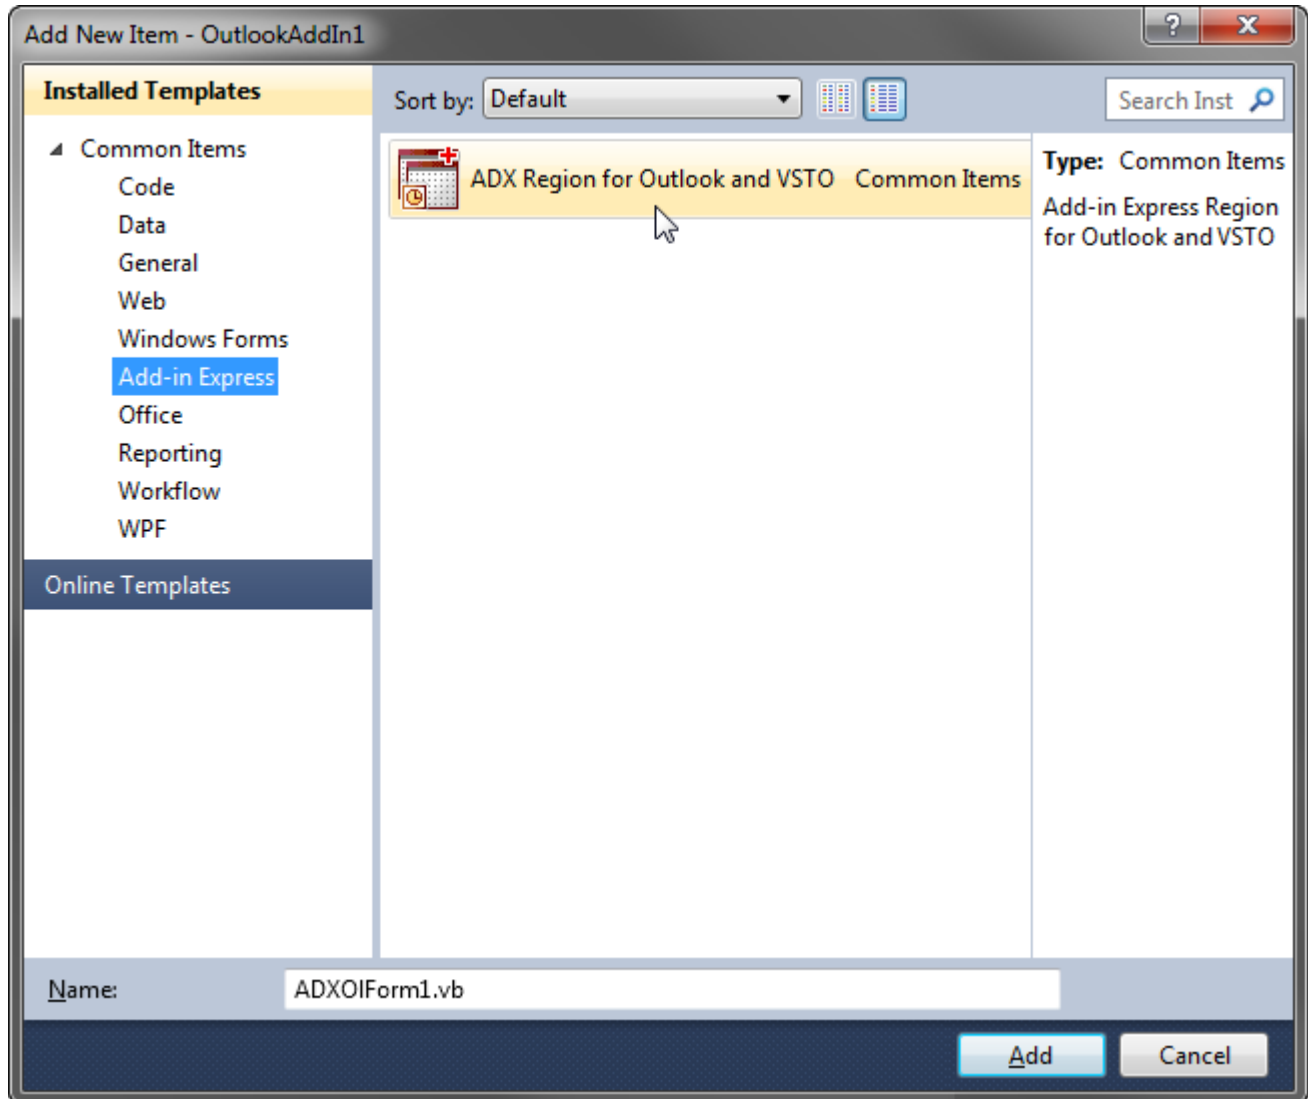 Add New Item - OutlookAddIn1
?
Installed Templates
Sort by: Default
Search Inst
Common Items
Code
Data
General
Web
Windows Forms
Add-in Express
Office
Reporting
Workflow
WPF
Online Templates
ADX Region for Outlook and VSTO Common Items
Type: Common Items
Add-in Express Region
for Outlook and VSTO
Name: ADXOlForm1.vb
Add
Cancel